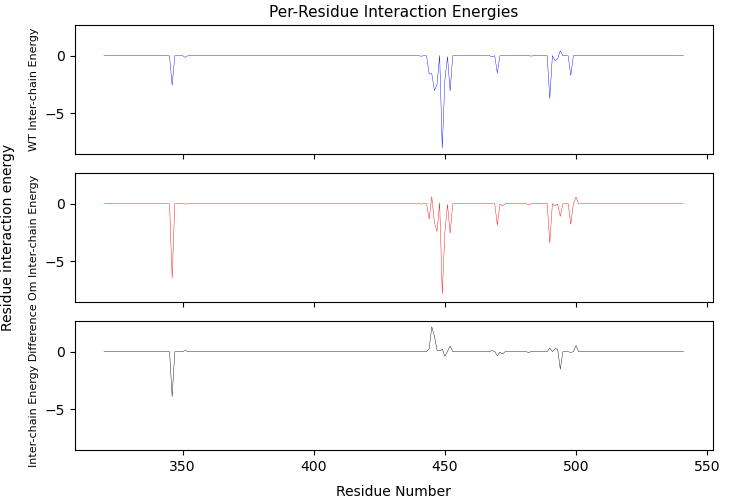 Per-Residue Interaction Energies
Residue interaction energy
WT Inter-chain Energy
0
−5
Om Inter-chain Energy
0
−5
Inter-chain Energy Difference
0
−5
350
400
450
500
550
Residue Number